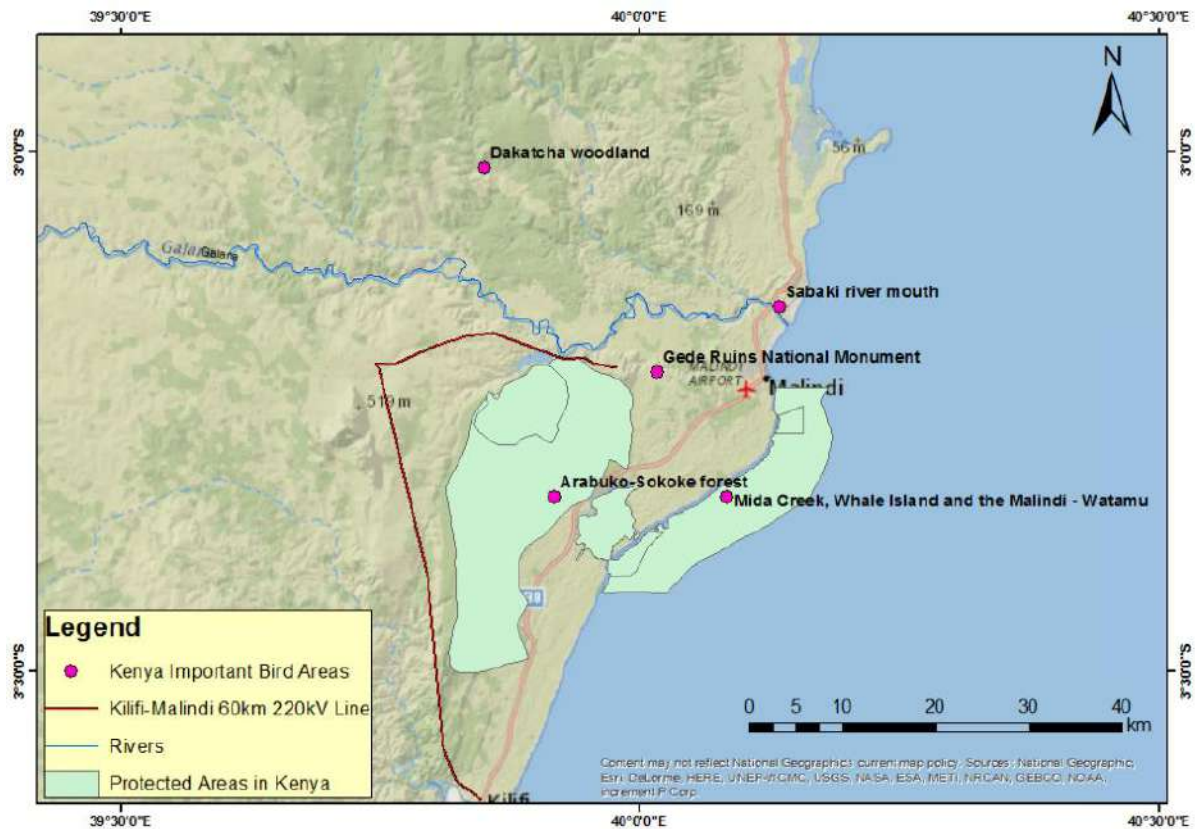 39°30'0"E
40°0'0"E
40°30'0"E
N
3°0'0"S
3°0'0"S
Dakatcha woodland
56 m
169 m
Galana
Galana
Sabaki river mouth
Gede Ruins National Monument
MALINDI
AIRPORT
Malindi
519 m
Arabuko-Sokoke forest
Mida Creek, Whale Island and the Malindi - Watamu
Legend
Kenya Important Bird Areas
Kilifi-Malindi 60km 220kV Line
Rivers
Protected Areas in Kenya
3°30'0"S
3°30'0"S
0 5 10 20 30 40
km
Content may not reflect National Geographic's current map policy. Sources: National Geographic,
Esri, DeLorme, HERE, UNEP-WCMC, USGS, NASA, ESA, METI, NRCAN, GEBCO, NOAA,
increment P Corp.
Kilifi
39°30'0"E
40°0'0"E
40°30'0"E